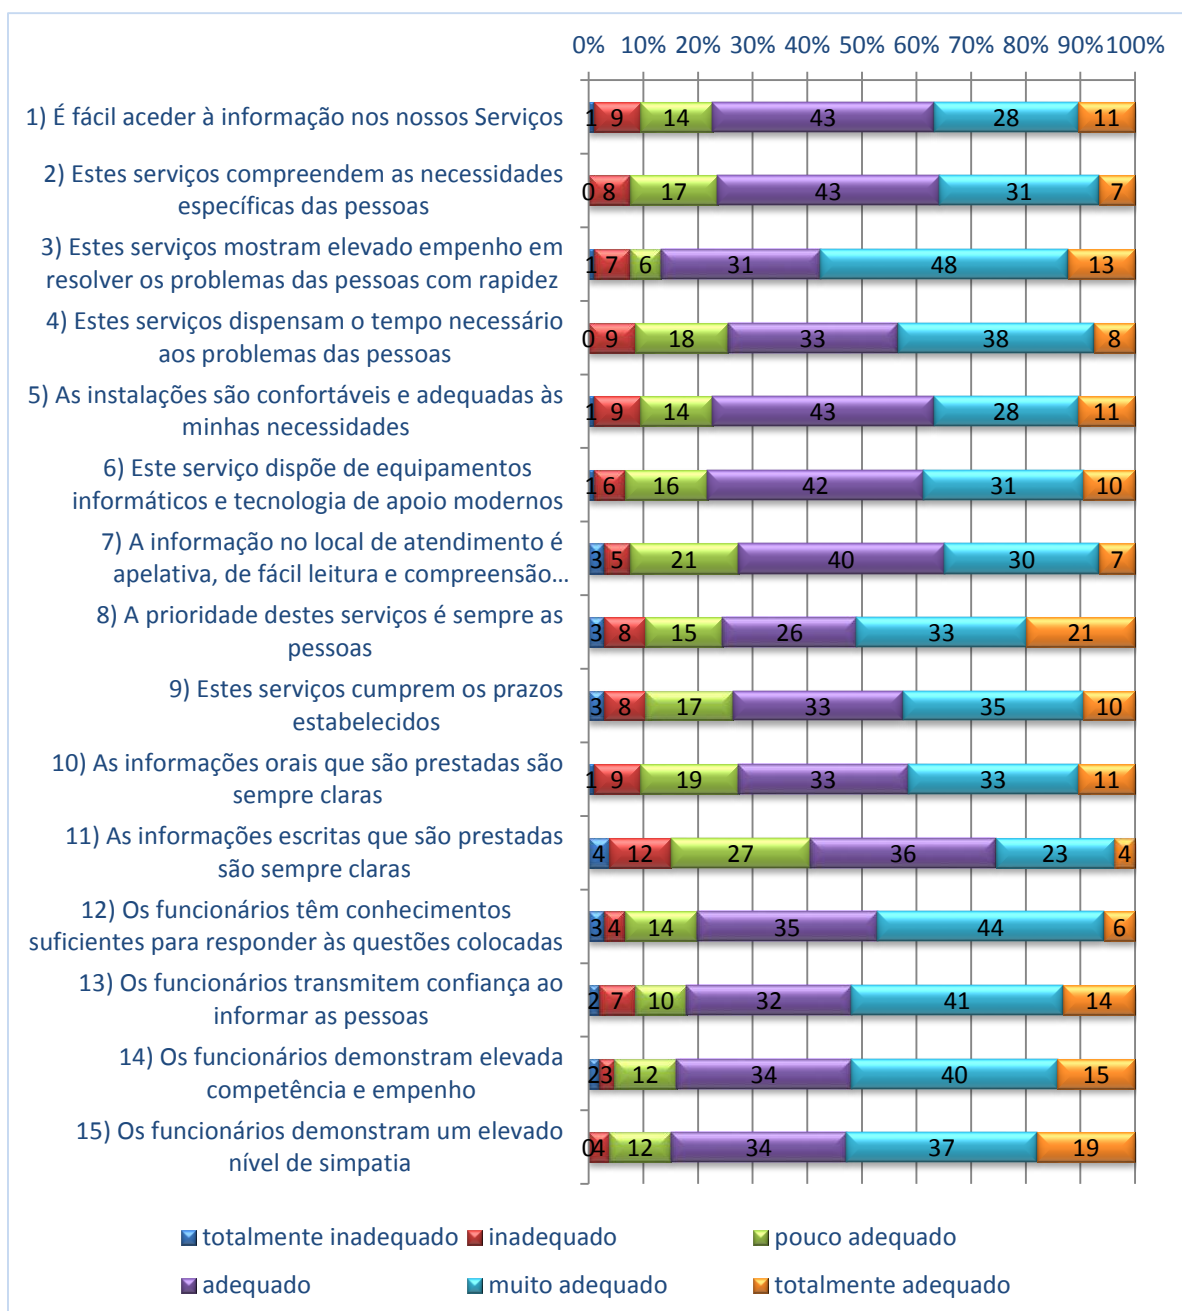 0% 10% 20% 30% 40% 50% 60% 70% 80% 90% 100%
1) É fácil aceder à informação nos nossos Serviços
1 9 14 43 28 11
2) Estes serviços compreendem as necessidades
específicas das pessoas
0 8 17 43 31 7
3) Estes serviços mostram elevado empenho em
resolver os problemas das pessoas com rapidez
1 7 6 31 48 13
4) Estes serviços dispensam o tempo necessário
aos problemas das pessoas
0 9 18 33 38 8
5) As instalações são confortáveis e adequadas às
minhas necessidades
1 9 14 43 28 11
6) Este serviço dispõe de equipamentos
informáticos e tecnologia de apoio modernos
1 6 16 42 31 10
7) A informação no local de atendimento é
apelativa, de fácil leitura e compreensão...
3 5 21 40 30 7
8) A prioridade destes serviços é sempre as
pessoas
3 8 15 26 33 21
9) Estes serviços cumprem os prazos
estabelecidos
3 8 17 33 35 10
10) As informações orais que são prestadas são
sempre claras
1 9 19 33 33 11
11) As informações escritas que são prestadas
são sempre claras
4 12 27 36 23 4
12) Os funcionários têm conhecimentos
suficientes para responder às questões colocadas
3 4 14 35 44 6
13) Os funcionários transmitem confiança ao
informar as pessoas
2 7 10 32 41 14
14) Os funcionários demonstram elevada
competência e empenho
2 3 12 34 40 15
15) Os funcionários demonstram um elevado
nível de simpatia
0 4 12 34 37 19
totalmente inadequado inadequado pouco adequado
adequado muito adequado totalmente adequado